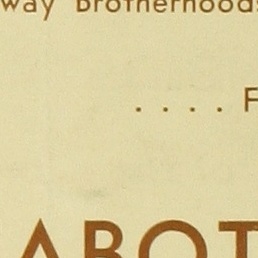 way Brotherhoods
. . . . F
ABOT